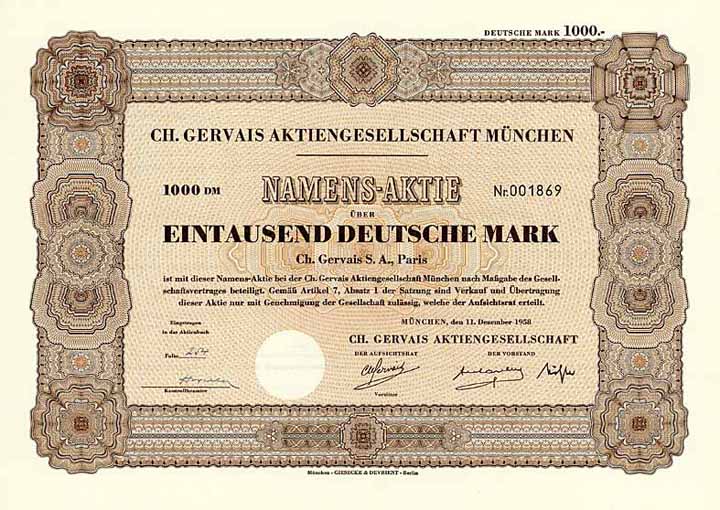 DEUTSCHE MARK 1000.-
CH. GERVAIS AKTIENGESELLSCHAFT MÜNCHEN
1000 DM NAMENS-AKTIE Nr.001869
ÜBER
EINTAUSEND DEUTSCHE MARK
Ch. Gervais S. A., Paris
ist mit dieser Namens-Aktie bei der Ch. Gervais Aktiengesellschaft München nach Maßgabe des Gesell-
schaftsvertrages beteiligt. Gemäß Artikel 7, Absatz 1 der Satzung sind Verkauf und Übertragung
dieser Aktie nur mit Genehmigung der Gesellschaft zulässig, welche der Aufsichtsrat erteilt.
Eingetragen
in das Aktienbuch
MÜNCHEN, den 11. Dezember 1958
CH. GERVAIS AKTIENGESELLSCHAFT
DER AUFSICHTSRAT DER VORSTAND
Folio
Vorsitzer
Kontrollbeamter
München - GIESECKE & DEVRIENT - Berlin